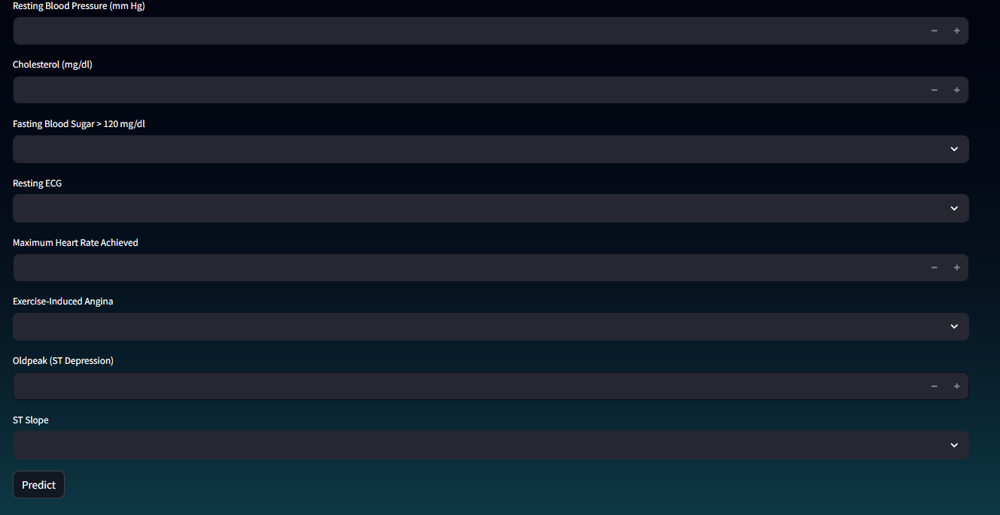 Resting Blood Pressure (mm Hg)
Cholesterol (mg/dl)
Fasting Blood Sugar > 120 mg/dl
Resting ECG
Maximum Heart Rate Achieved
Exercise-Induced Angina
Oldpeak (ST Depression)
ST Slope
Predict